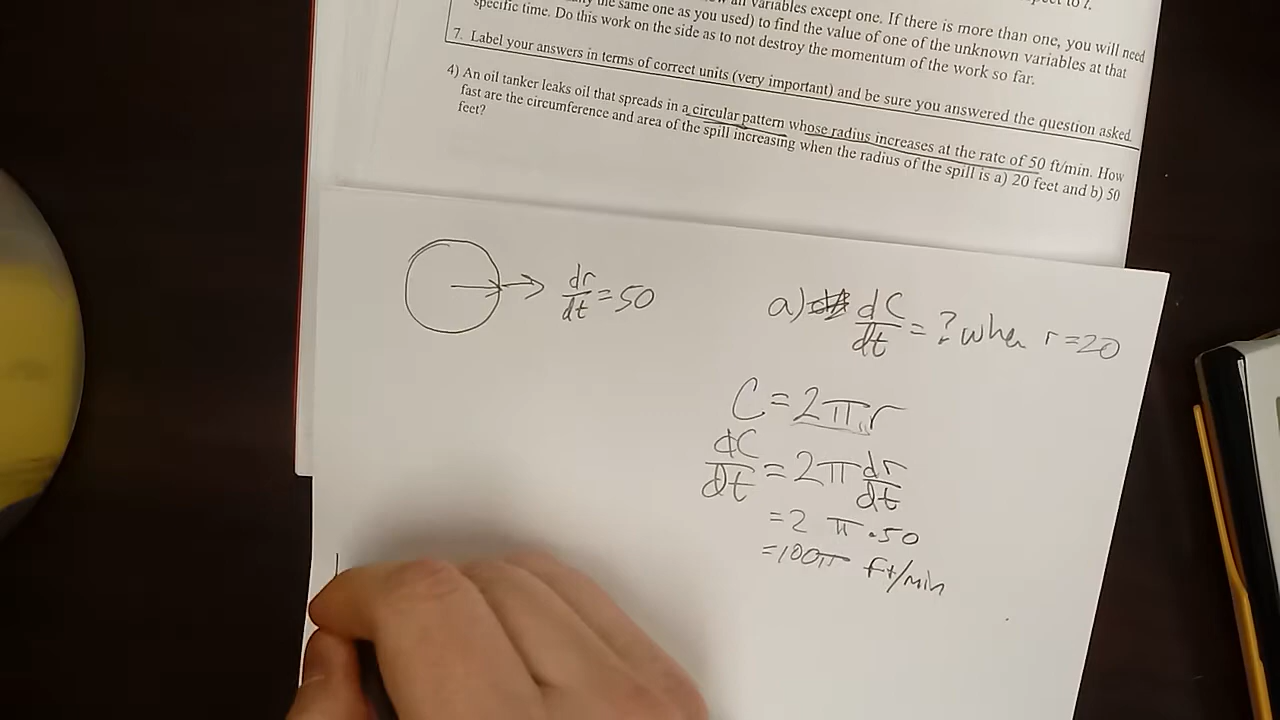 pect to t.
variables except one. If there is more than one, you will need
the same one as you used) to find the value of one of the unknown variables at that
specific time. Do this work on the side as to not destroy the momentum of the work so far.
7. Label your answers in terms of correct units (very important) and be sure you answered the question asked.
4) An oil tanker leaks oil that spreads in a circular pattern whose radius increases at the rate of 50 ft/min. How
fast are the circumference and area of the spill increasing when the radius of the spill is a) 20 feet and b) 50
feet?
dr/dt = 50
a) dC/dt = ? when r = 20
C = 2πr
dC/dt = 2π dr/dt
= 2 π · 50
= 100π ft/min